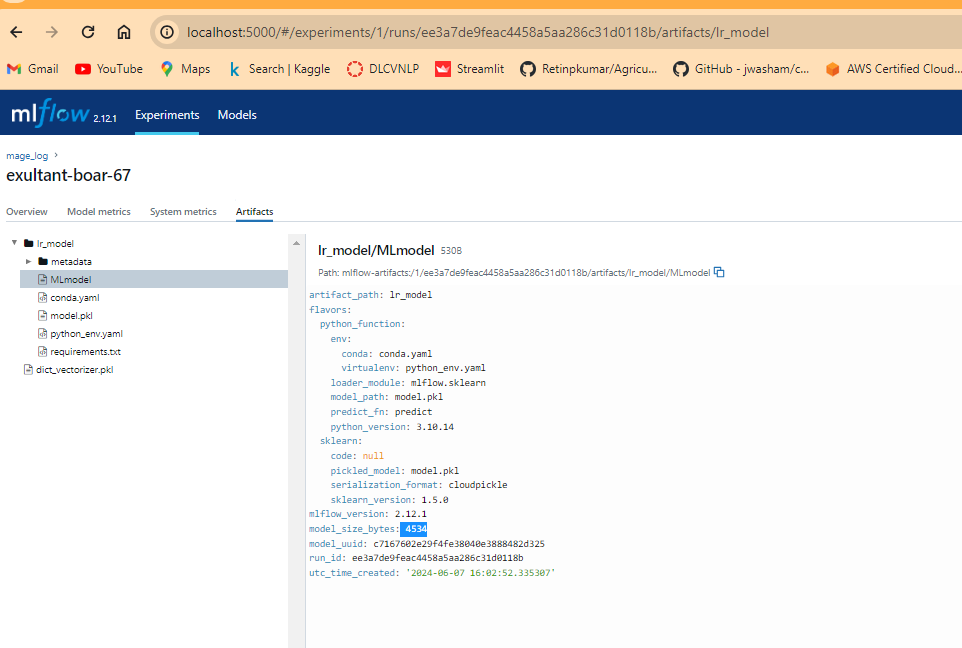 localhost:5000/#/experiments/1/runs/ee3a7de9feac4458a5aa286c31d0118b/artifacts/lr_model
Gmail YouTube Maps Search | Kaggle DLCVNLP Streamlit Retinpkumar/Agricu... GitHub - jwasham/c... AWS Certified Cloud...
mlflow 2.12.1 Experiments Models
mage_log
exultant-boar-67
Overview Model metrics System metrics Artifacts
lr_model
metadata
MLmodel
conda.yaml
model.pkl
python_env.yaml
requirements.txt
dict_vectorizer.pkl
lr_model/MLmodel 5308
Path: mlflow-artifacts:/1/ee3a7de9feac4458a5aa286c31d0118b/artifacts/lr_model/MLmodel
artifact_path: lr_model
flavors:
python_function:
env:
conda: conda.yaml
virtualenv: python_env.yaml
loader_module: mlflow.sklearn
model_path: model.pkl
predict_fn: predict
python_version: 3.10.14
sklearn:
code: null
pickled_model: model.pkl
serialization_format: cloudpickle
sklearn_version: 1.5.0
mlflow_version: 2.12.1
model_size_bytes: 4534
model_uuid: c7167602e29f4fe38040e3888482d325
run_id: ee3a7de9feac4458a5aa286c31d0118b
utc_time_created: '2024-06-07 16:02:52.335307'